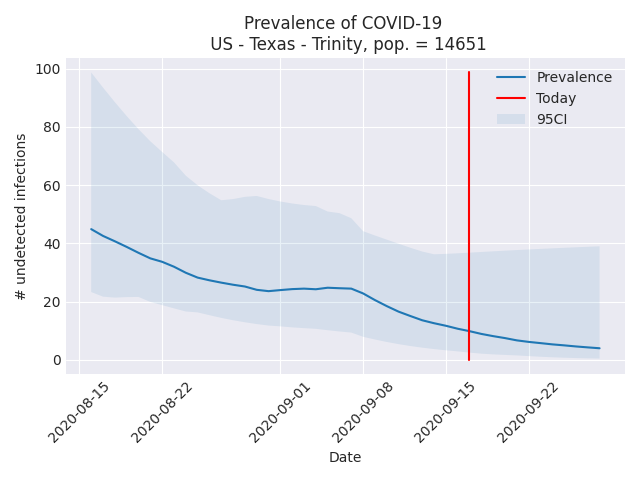 Prevalence of COVID-19
US - Texas - Trinity, pop. = 14651
# undetected infections
100
80
60
40
20
0
Prevalence
Today
95CI
2020-08-15
2020-08-22
2020-09-01
2020-09-08
2020-09-15
2020-09-22
Date